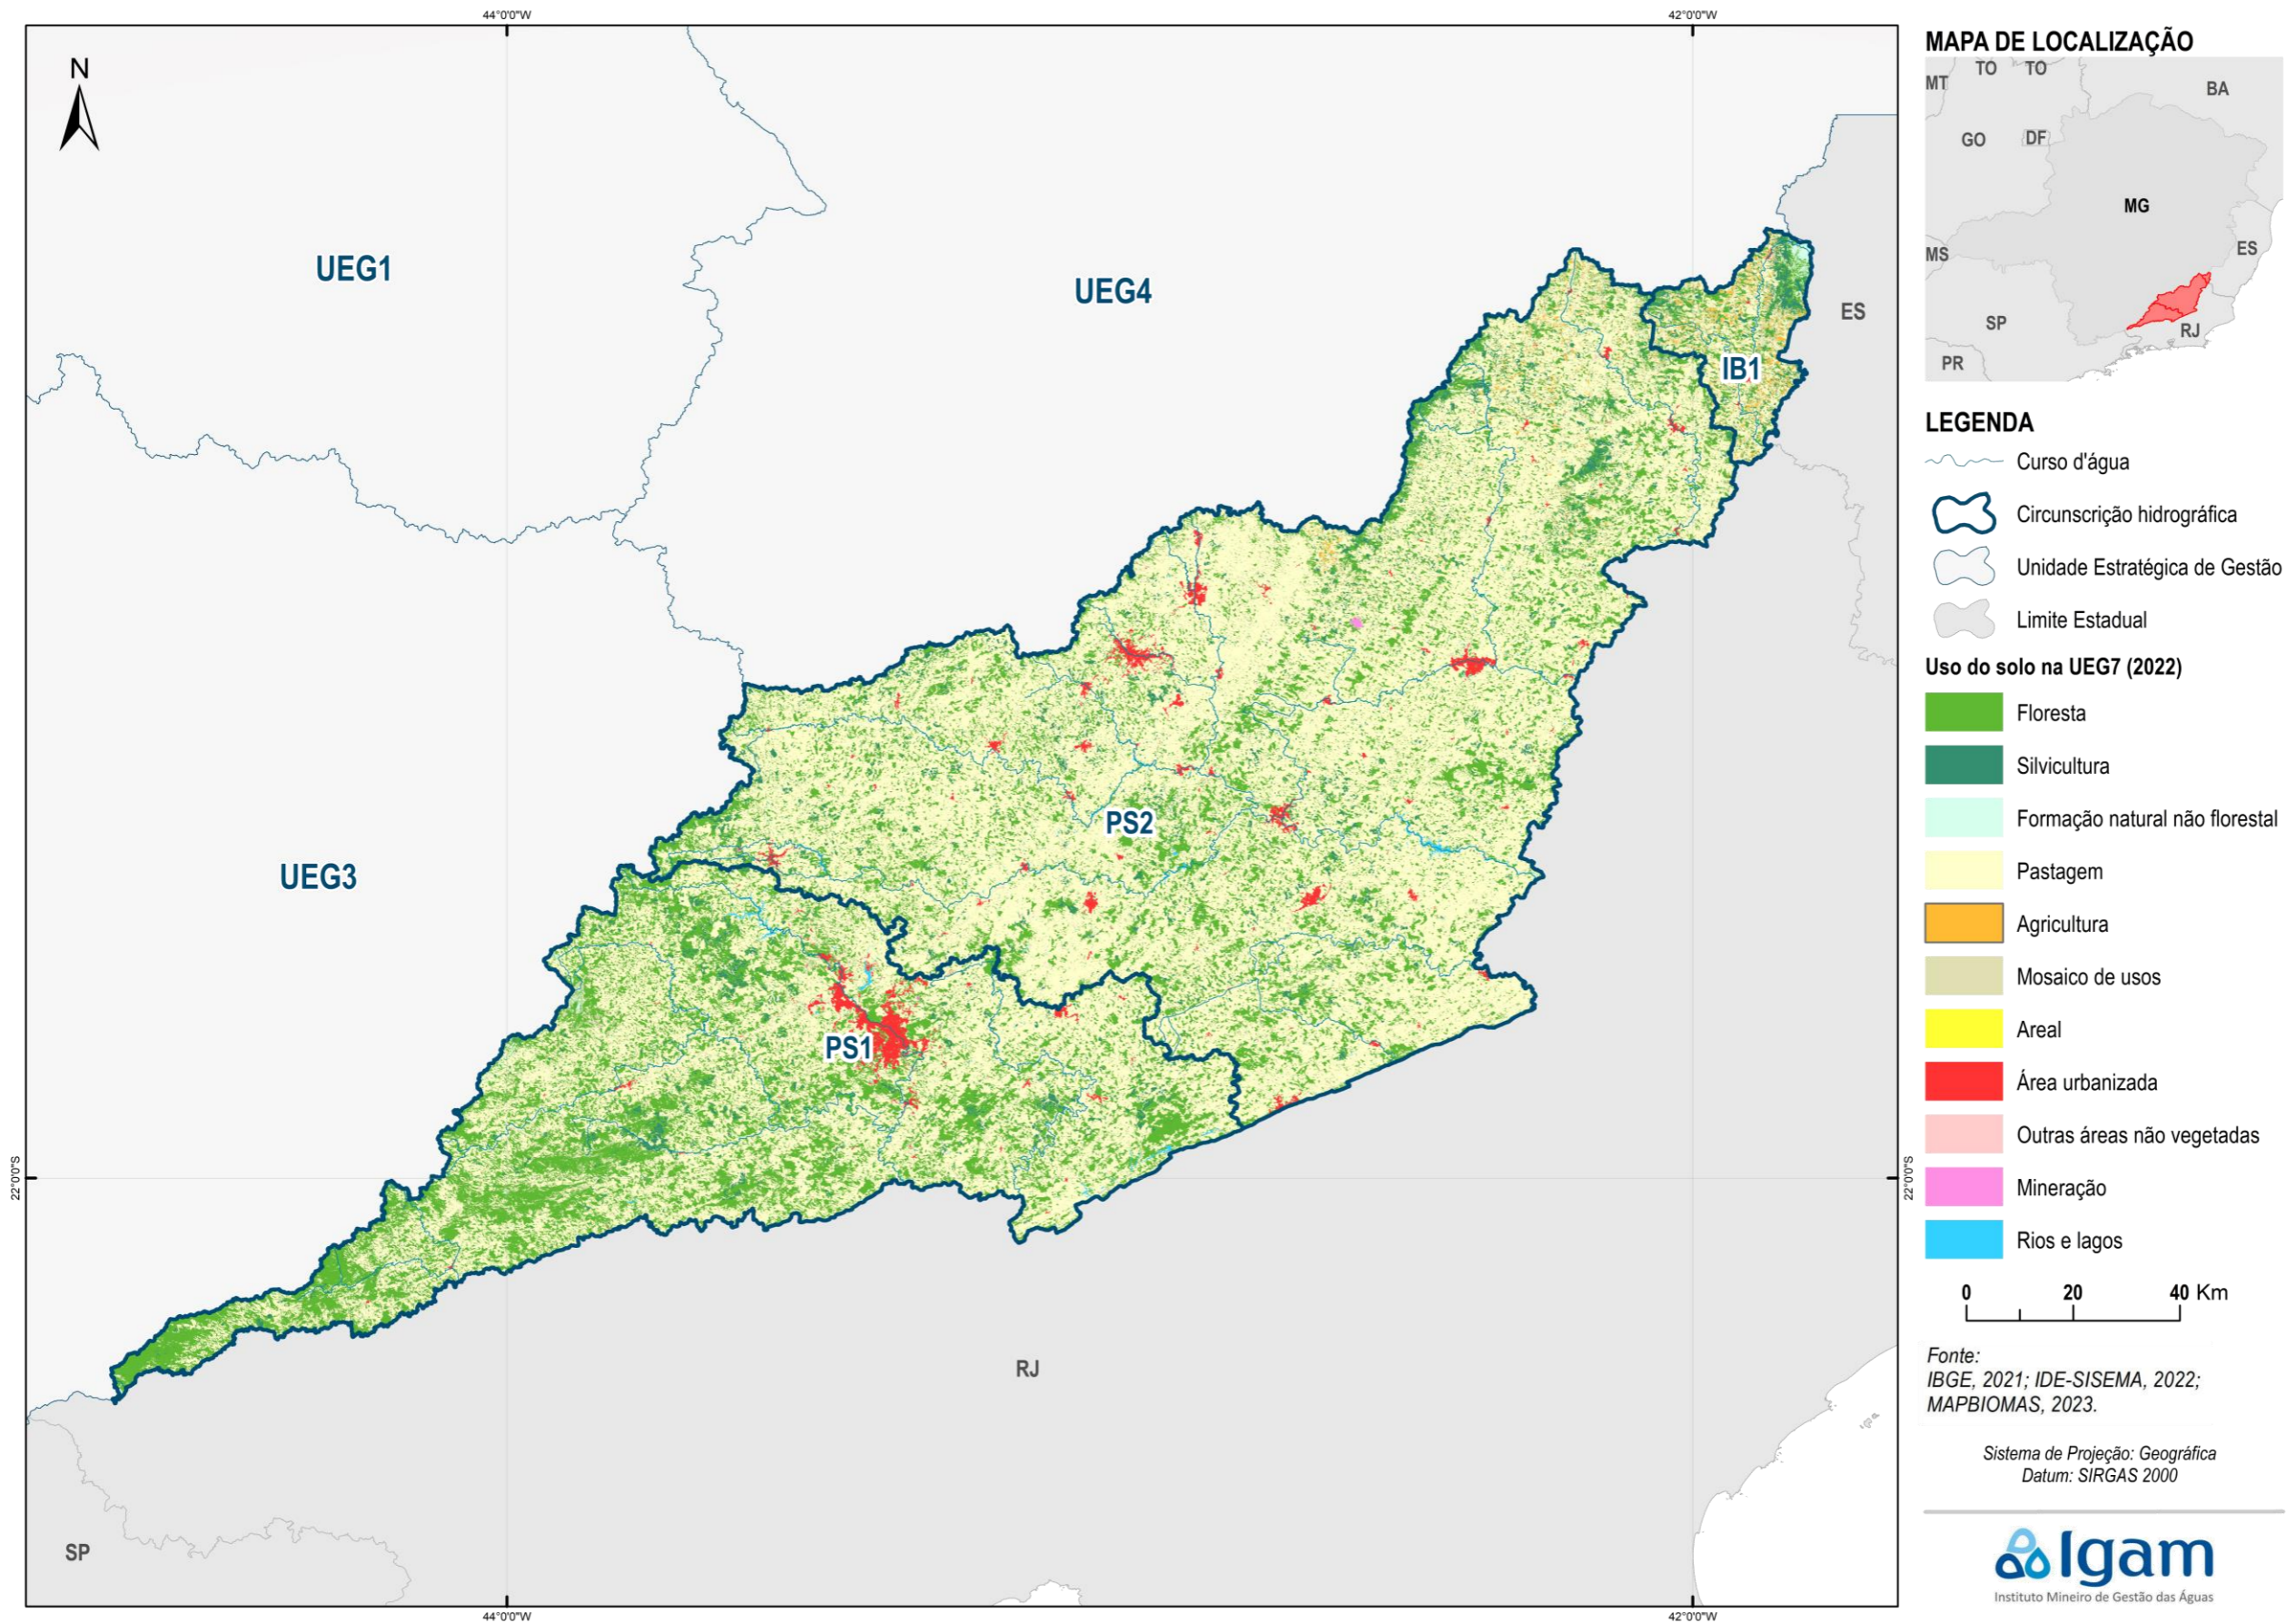 44°0'0"W
42°0'0"W
N
UEG1
UEG4
ES
IB1
UEG3
PS2
PS1
RJ
SP
22°0'0"S
22°0'0"S
44°0'0"W
42°0'0"W
MAPA DE LOCALIZAÇÃO
TO TO
MT
BA
GO DF
MG
MS ES
SP RJ
PR
LEGENDA
Curso d'água
Circunscrição hidrográfica
Unidade Estratégica de Gestão
Limite Estadual
Uso do solo na UEG7 (2022)
Floresta
Silvicultura
Formação natural não florestal
Pastagem
Agricultura
Mosaico de usos
Areal
Área urbanizada
Outras áreas não vegetadas
Mineração
Rios e lagos
0 20 40 Km
Fonte:
IBGE, 2021; IDE-SISEMA, 2022;
MAPBIOMAS, 2023.
Sistema de Projeção: Geográfica
Datum: SIRGAS 2000
Igam
Instituto Mineiro de Gestão das Águas